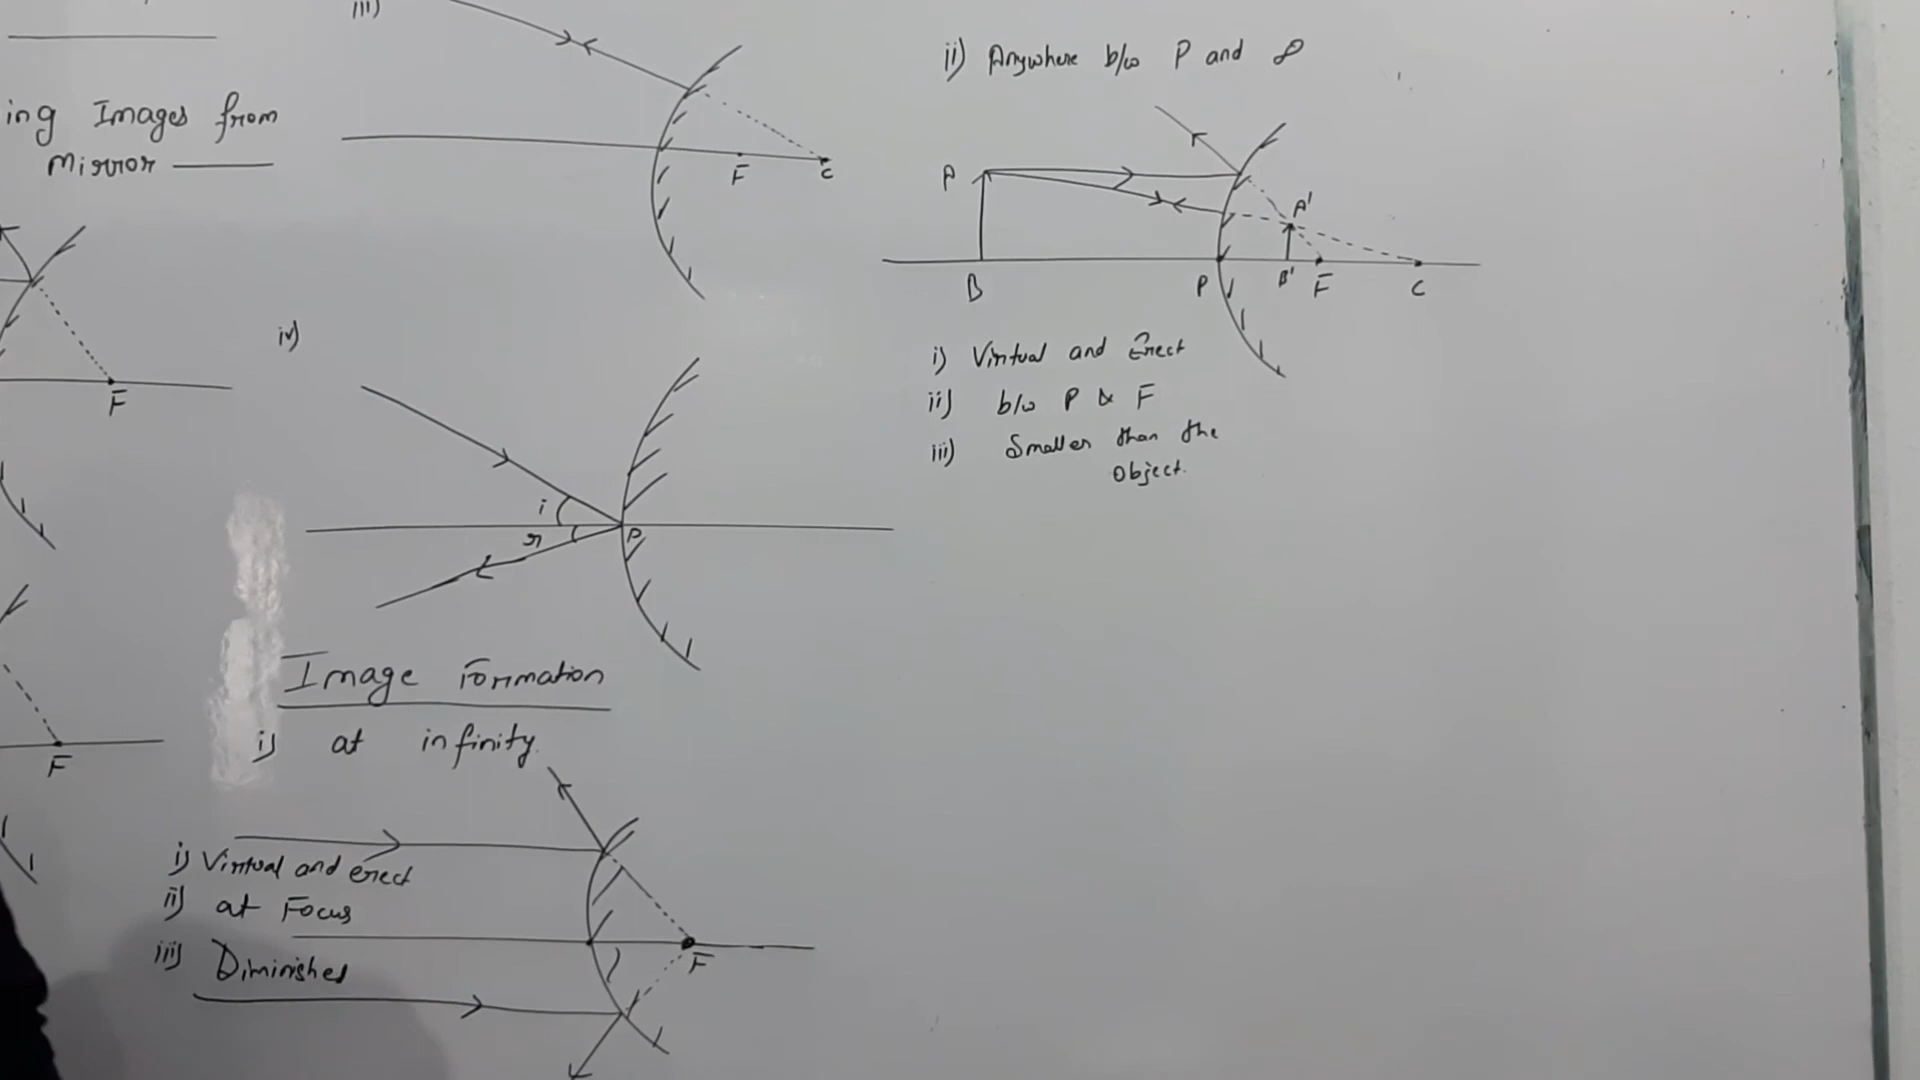 iii)
ing Images from
Mirror
F
F
F
C
iv)
i
r
P
Image Formation
i) at infinity.
i) Virtual and erect
ii) at Focus
iii) Diminished
F
ii) Anywhere b/w P and ∞
A
A'
B
P
B'
F
C
i) Virtual and Erect
ii) b/w P & F
iii) Smaller than the
object.